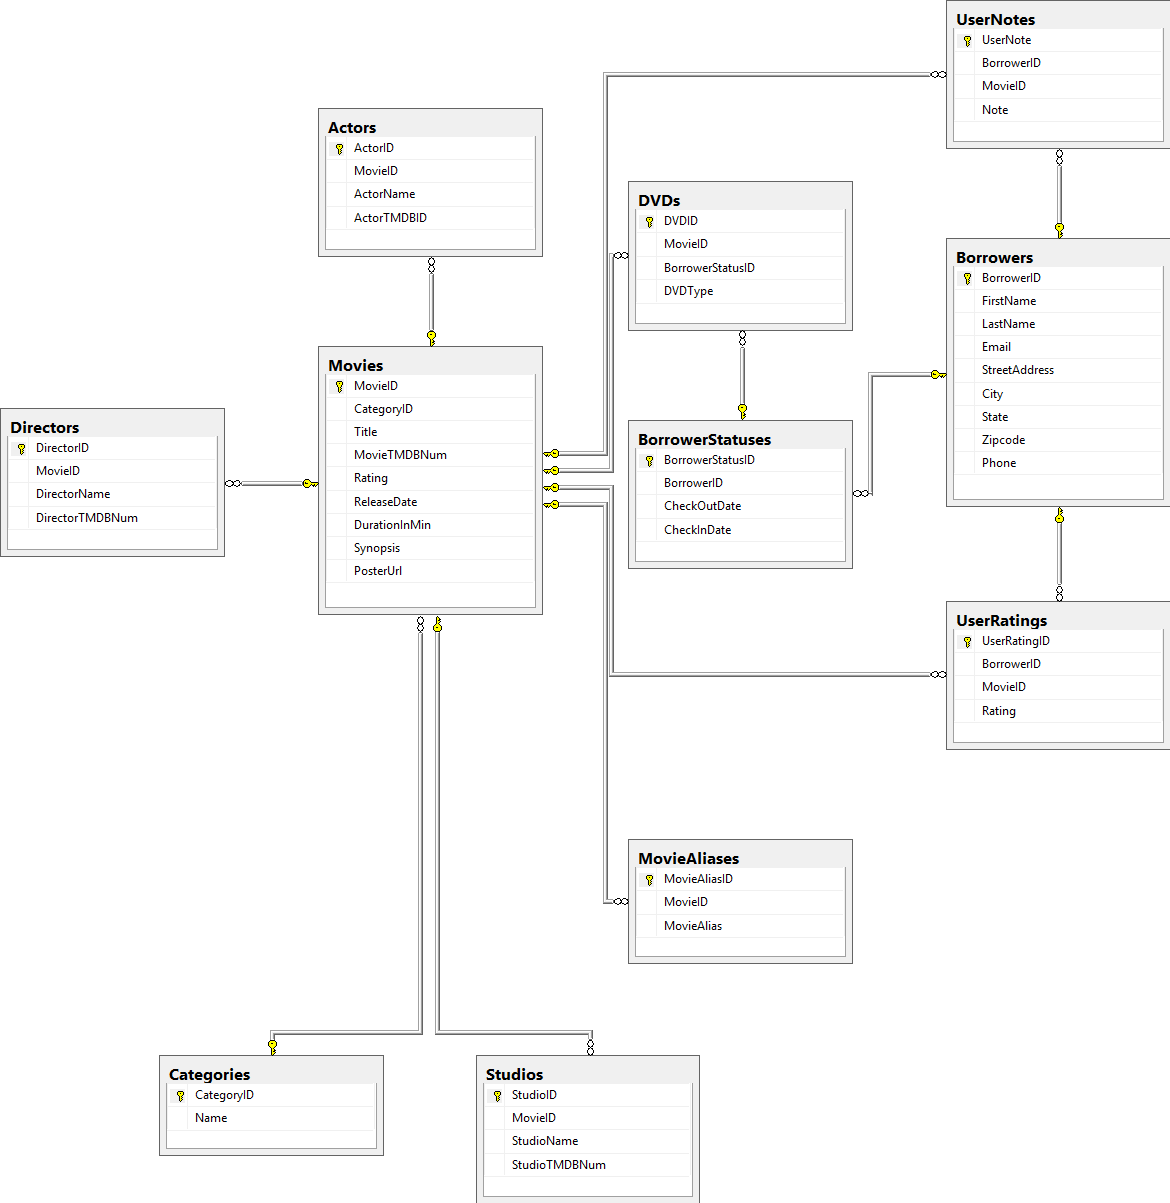 UserNotes
UserNote
BorrowerID
MovieID
Note
Actors
ActorID
MovieID
ActorName
ActorTMDBID
DVDs
DVDID
MovieID
BorrowerStatusID
DVDType
Borrowers
BorrowerID
FirstName
LastName
Email
StreetAddress
City
State
Zipcode
Phone
Movies
MovieID
CategoryID
Title
MovieTMDBNum
Rating
ReleaseDate
DurationInMin
Synopsis
PosterUrl
Directors
DirectorID
MovieID
DirectorName
DirectorTMDBNum
BorrowerStatuses
BorrowerStatusID
BorrowerID
CheckOutDate
CheckInDate
UserRatings
UserRatingID
BorrowerID
MovieID
Rating
MovieAliases
MovieAliasID
MovieID
MovieAlias
Categories
CategoryID
Name
Studios
StudioID
MovieID
StudioName
StudioTMDBNum